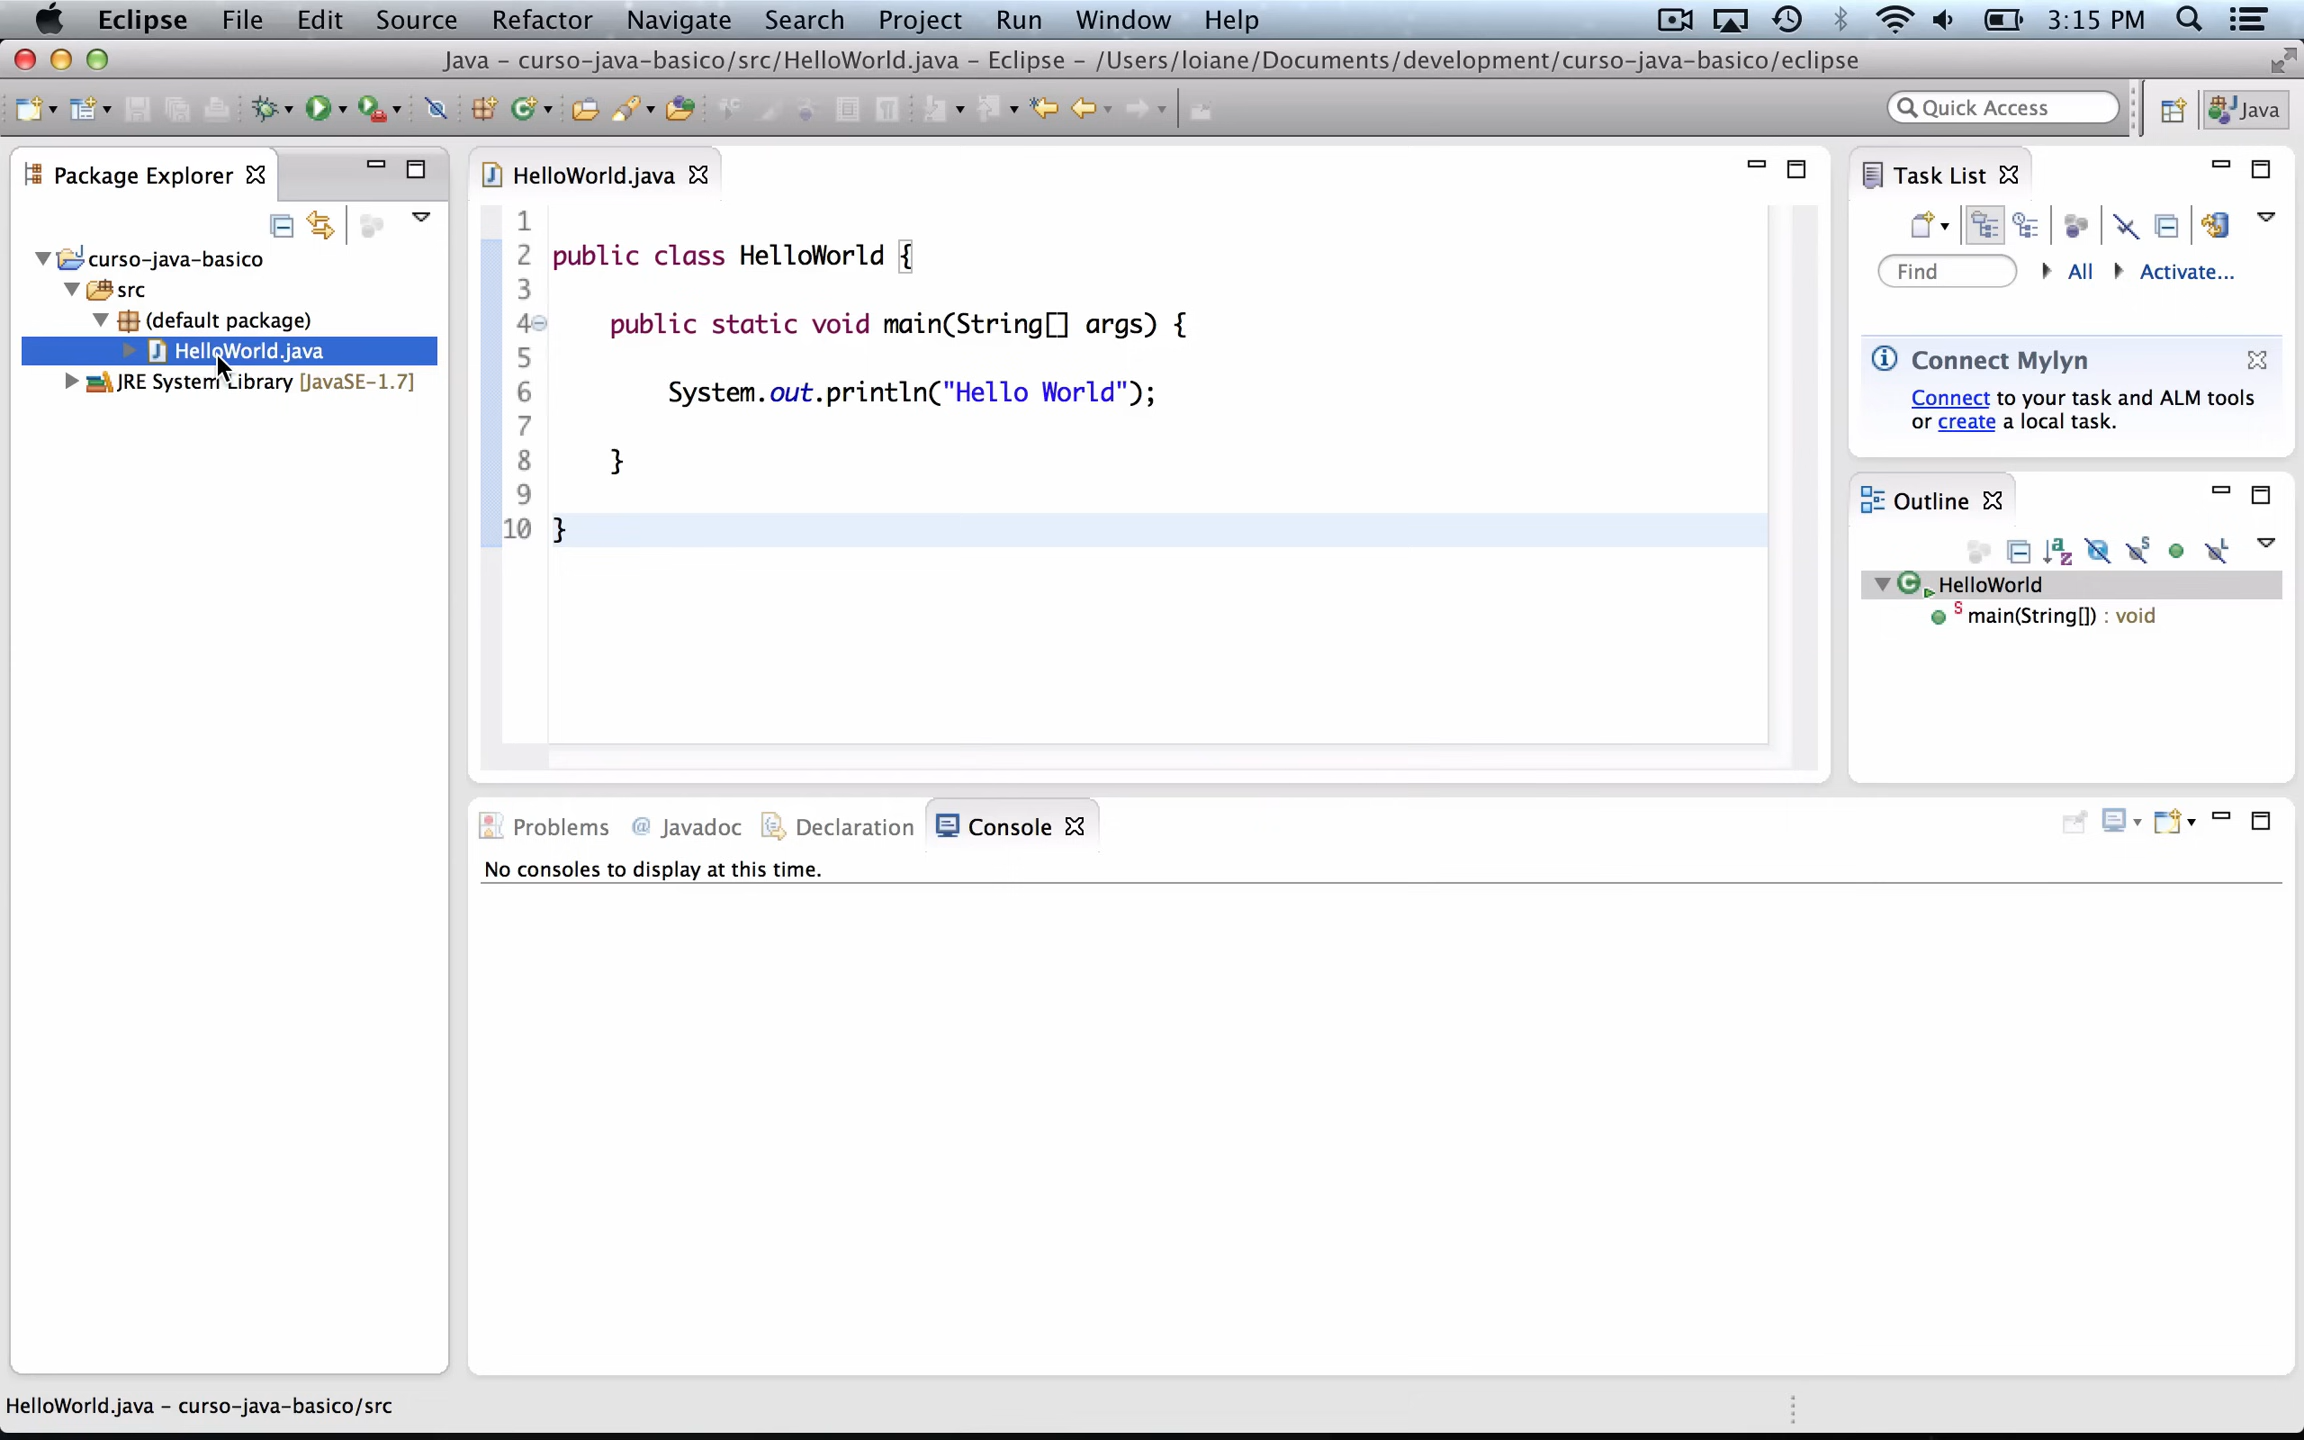 Eclipse File Edit Source Refactor Navigate Search Project Run Window Help 3:15 PM
Java – curso-java-basico/src/HelloWorld.java – Eclipse – /Users/loiane/Documents/development/curso-java-basico/eclipse
Quick Access
Java
Package Explorer
curso-java-basico
src
(default package)
HelloWorld.java
JRE System Library [JavaSE-1.7]
HelloWorld.java
1
2 public class HelloWorld {
3
4 public static void main(String[] args) {
5
6 System.out.println("Hello World");
7
8 }
9
10 }
Task List
Find All Activate...
Connect Mylyn
Connect to your task and ALM tools
or create a local task.
Outline
HelloWorld
main(String[]) : void
Problems Javadoc Declaration Console
No consoles to display at this time.
HelloWorld.java – curso-java-basico/src